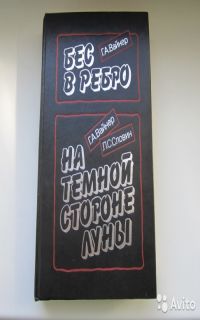 Г.А.Вайнер
БЕС
В РЕБРО
Г.А.Вайнер
Л.С.Словин
НА
ТЕМНОЙ
СТОРОНЕ
ЛУНЫ
Avito